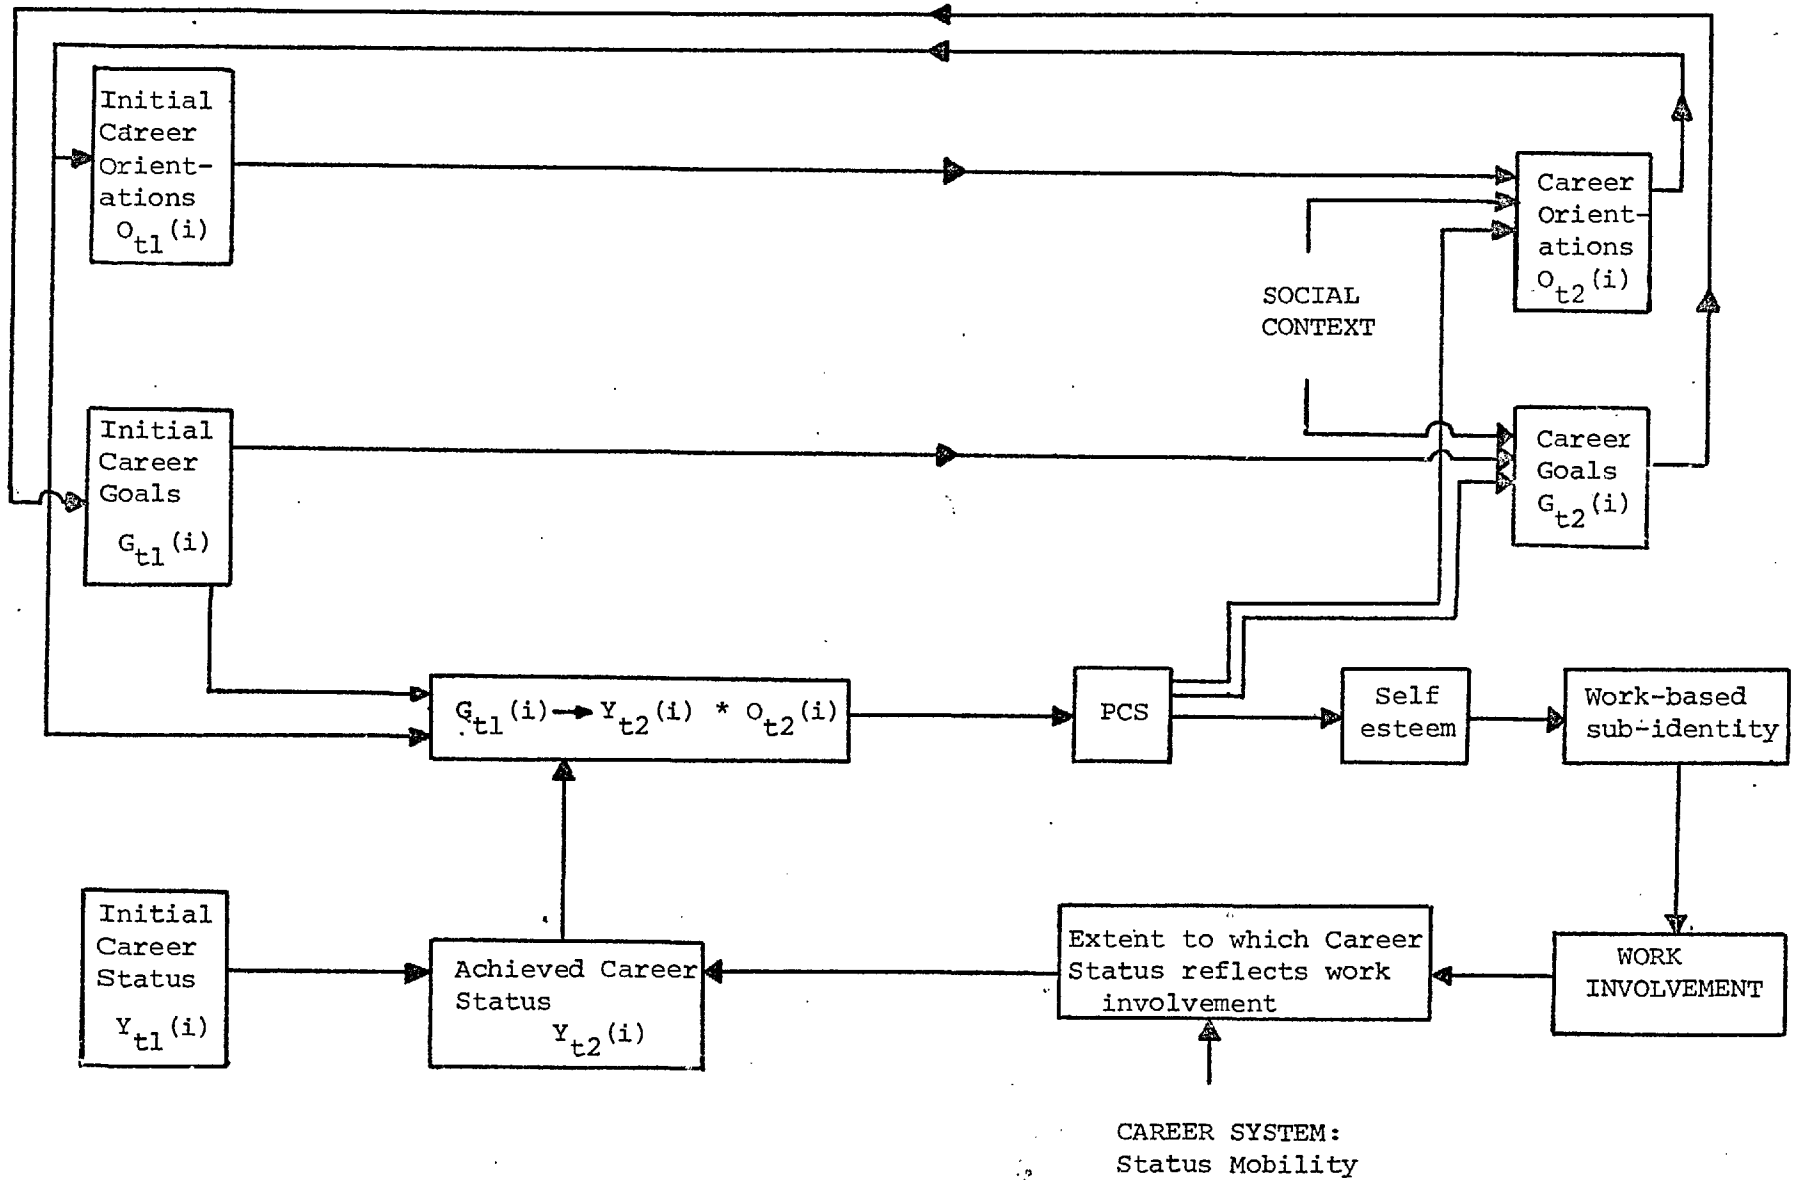 Initial
Career
Orient-
ations
O_t1(i)
Career
Orient-
ations
O_t2(i)
SOCIAL
CONTEXT
Initial
Career
Goals
G_t1(i)
Career
Goals
G_t2(i)
G_t1(i) → Y_t2(i) * O_t2(i)
PCS
Self
esteem
Work-based
sub-identity
Initial
Career
Status
Y_t1(i)
Achieved Career
Status
Y_t2(i)
Extent to which Career
Status reflects work
involvement
WORK
INVOLVEMENT
CAREER SYSTEM:
Status Mobility